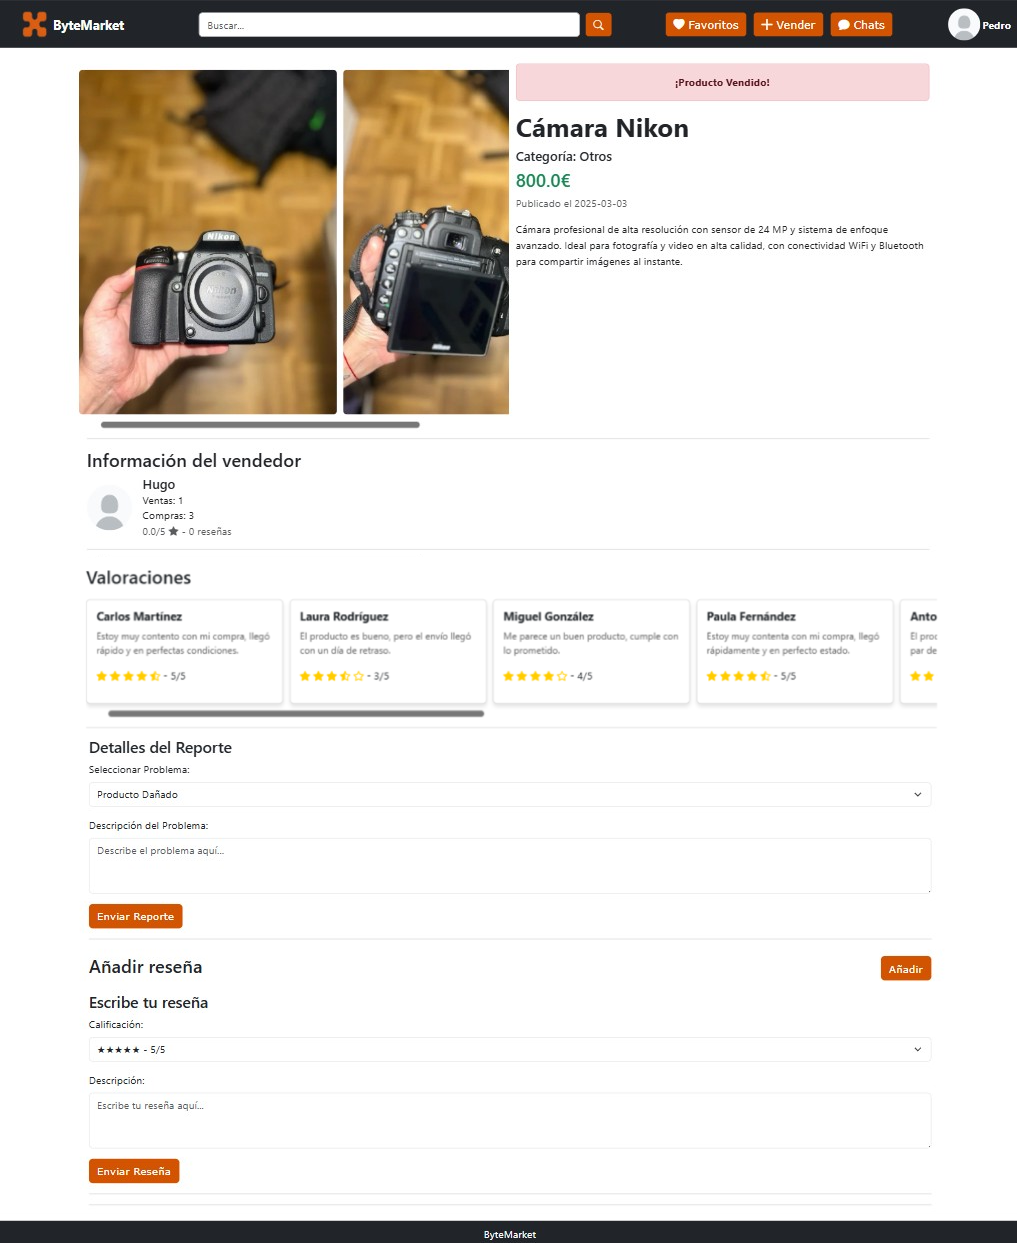 ByteMarket
Buscar...
Favoritos
Vender
Chats
Pedro
¡Producto Vendido!
Cámara Nikon
Categoría: Otros
800.0€
Publicado el 2025-03-03
Cámara profesional de alta resolución con sensor de 24 MP y sistema de enfoque
avanzado. Ideal para fotografía y video en alta calidad, con conectividad WiFi y Bluetooth
para compartir imágenes al instante.
Nikon
Nikon
Nikon
Información del vendedor
Hugo
Ventas: 1
Compras: 3
0.0/5 ★ - 0 reseñas
Valoraciones
Carlos Martínez
Estoy muy contento con mi compra, llegó
rápido y en perfectas condiciones.
- 5/5
Laura Rodríguez
El producto es bueno, pero el envío llegó
con un día de retraso.
- 3/5
Miguel González
Me parece un buen producto, cumple con
lo prometido.
- 4/5
Paula Fernández
Estoy muy contenta con mi compra, llegó
rápidamente y en perfecto estado.
- 5/5
Anto
El proc
par de
Detalles del Reporte
Seleccionar Problema:
Producto Dañado
Descripción del Problema:
Describe el problema aquí...
Enviar Reporte
Añadir reseña
Añadir
Escribe tu reseña
Calificación:
★★★★★ - 5/5
Descripción:
Escribe tu reseña aquí...
Enviar Reseña
ByteMarket